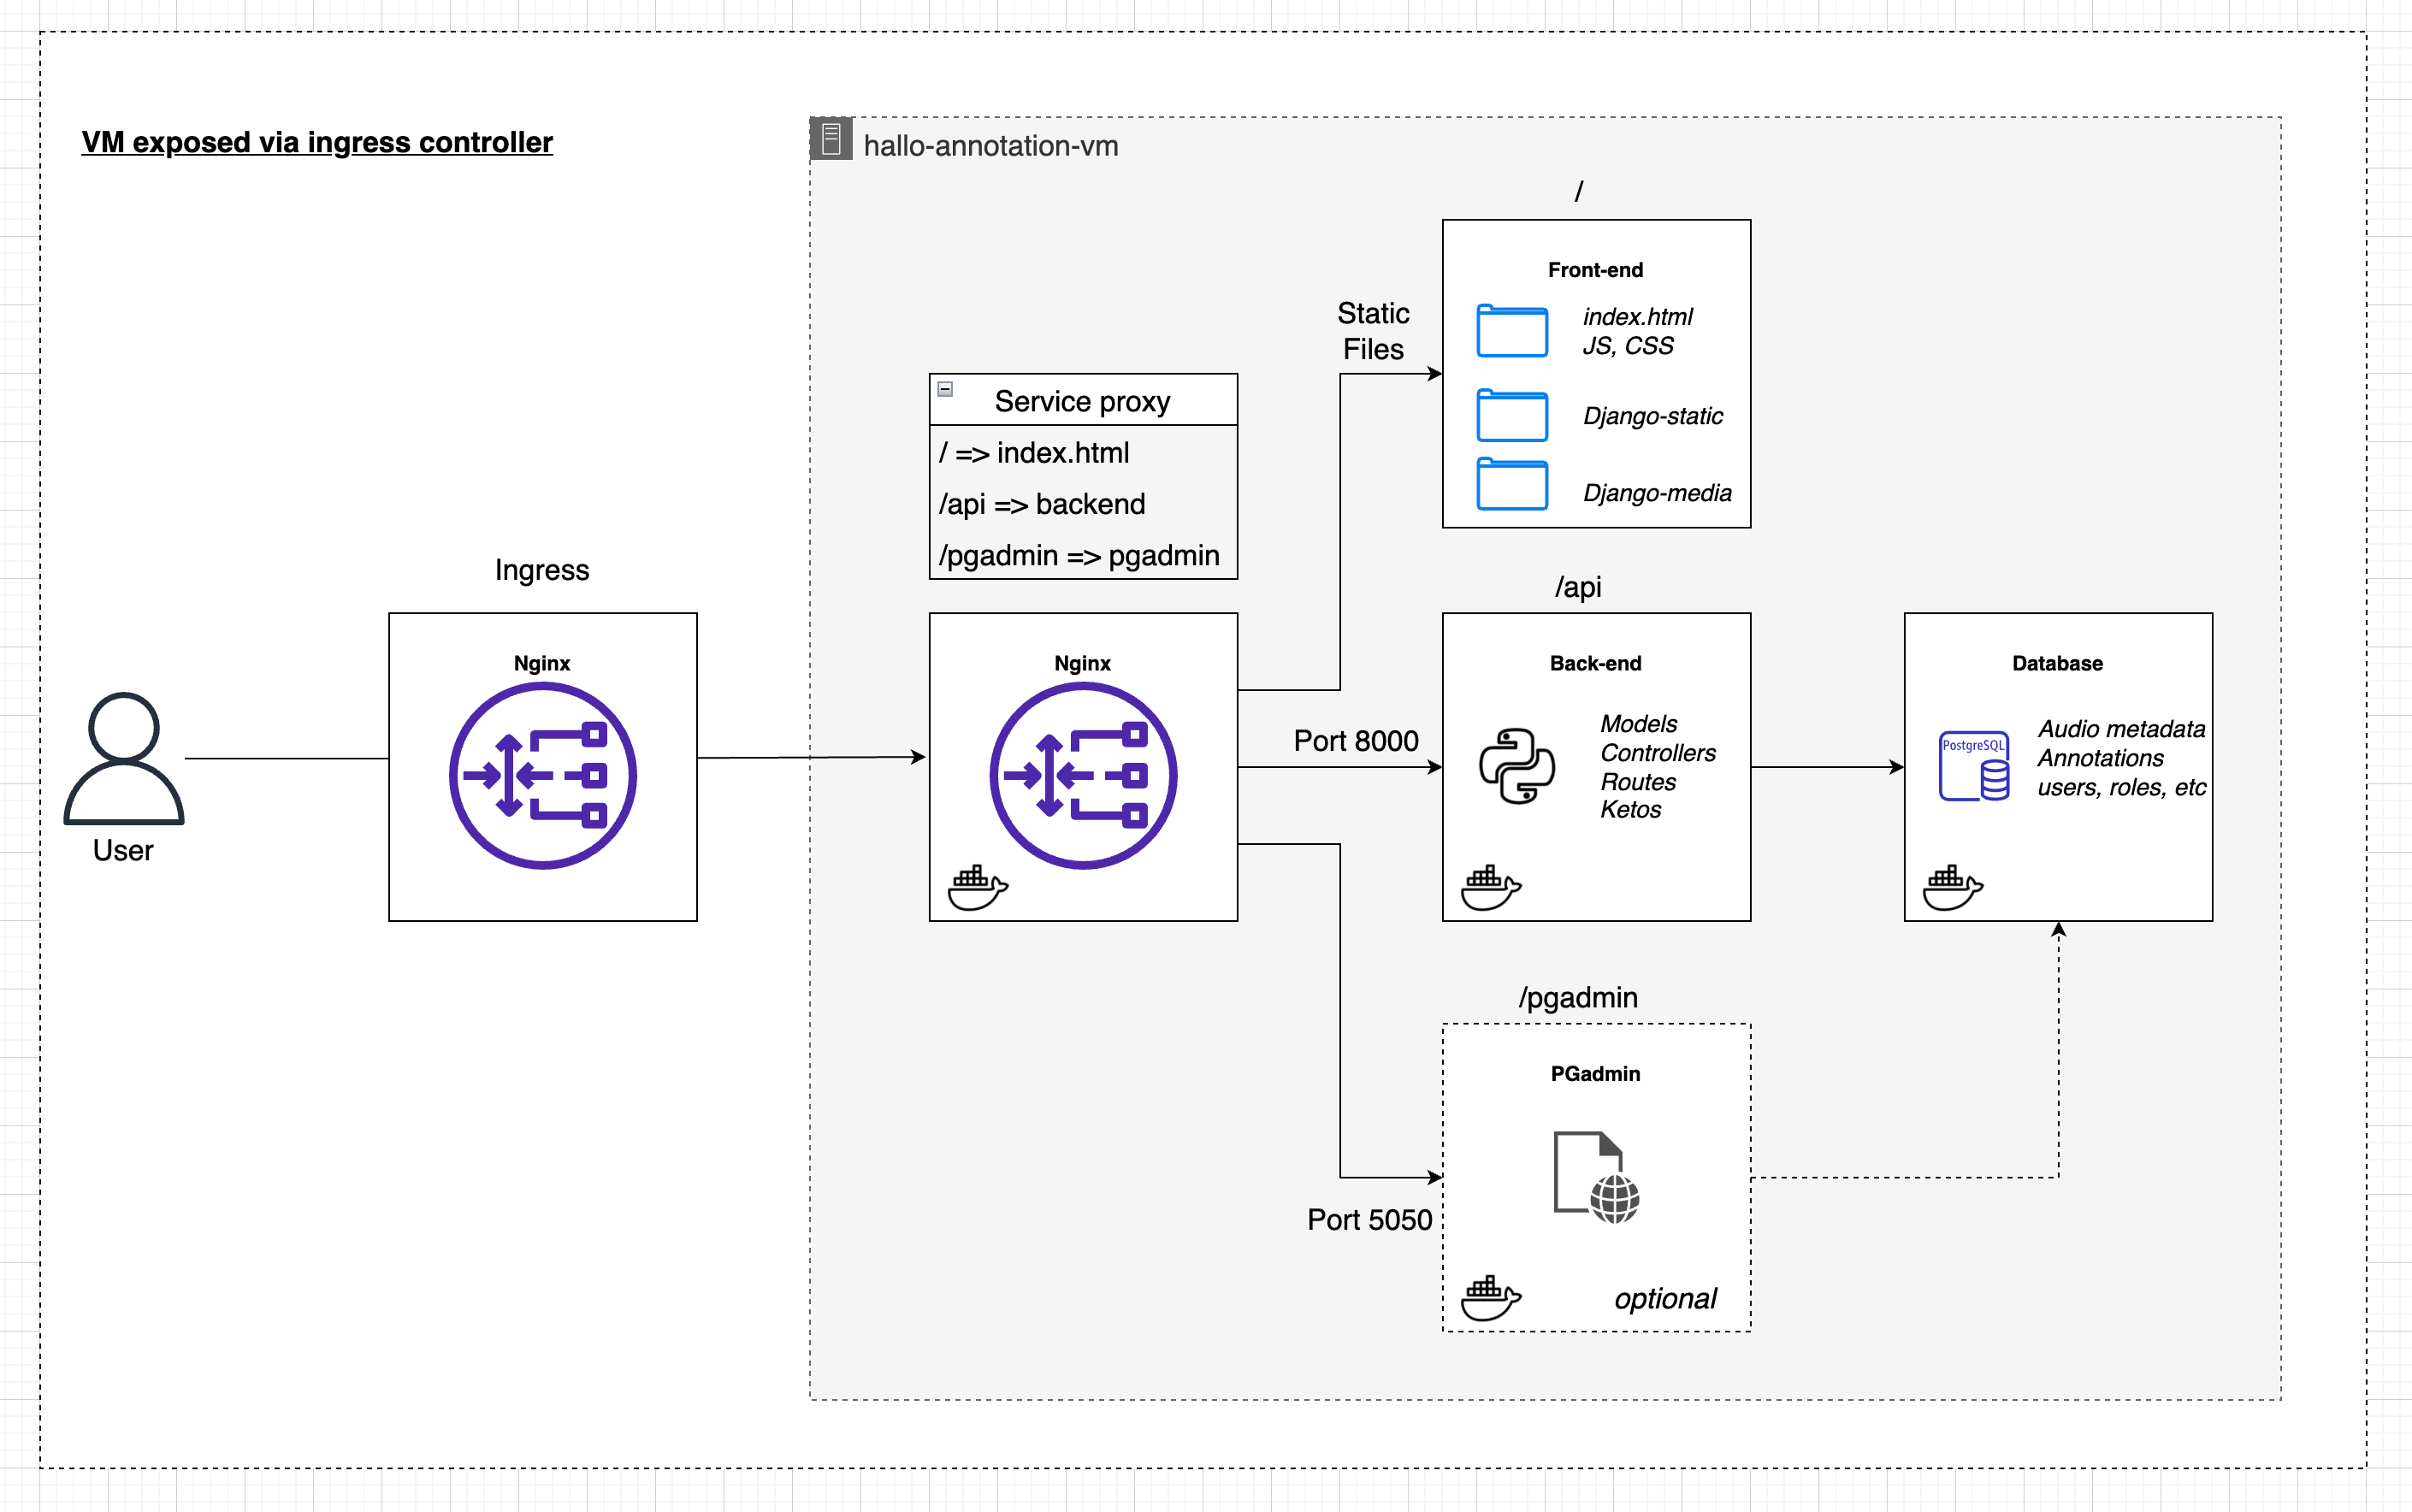 VM exposed via ingress controller
hallo-annotation-vm
/
Front-end
index.html
JS, CSS
Django-static
Django-media
Static
Files
Service proxy
/ => index.html
/api => backend
/pgadmin => pgadmin
Ingress
Nginx
User
Nginx
Port 8000
/api
Back-end
Models
Controllers
Routes
Ketos
Database
PostgreSQL
Audio metadata
Annotations
users, roles, etc
/pgadmin
PGadmin
Port 5050
optional